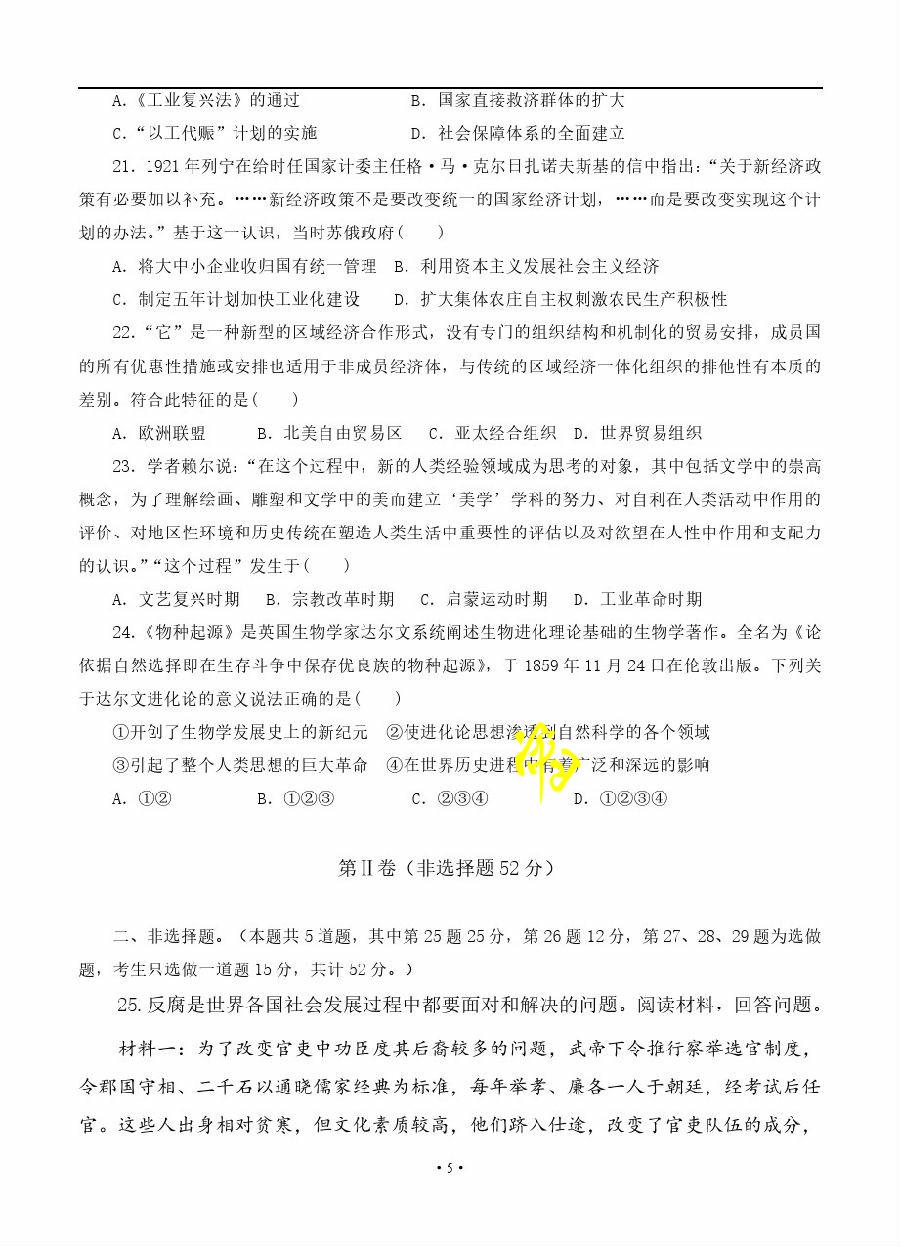 A.《工业复兴法》的通过 B. 国家直接救济群体的扩大
C.“以工代赈”计划的实施 D. 社会保障体系的全面建立
21. 1921年列宁在给时任国家计委主任格·马·克尔日扎诺夫斯基的信中指出：“关于新经济政
策有必要加以补充。……新经济政策不是要改变统一的国家经济计划，……而是要改变实现这个计
划的办法。”基于这一认识，当时苏俄政府( )
A. 将大中小企业收归国有统一管理 B. 利用资本主义发展社会主义经济
C. 制定五年计划加快工业化建设 D. 扩大集体农庄自主权刺激农民生产积极性
22.“它”是一种新型的区域经济合作形式，没有专门的组织结构和机制化的贸易安排，成员国
的所有优惠性措施或安排也适用于非成员经济体，与传统的区域经济一体化组织的排他性有本质的
差别。符合此特征的是( )
A. 欧洲联盟 B. 北美自由贸易区 C. 亚太经合组织 D. 世界贸易组织
23. 学者赖尔说：“在这个过程中，新的人类经验领域成为思考的对象，其中包括文学中的崇高
概念，为了理解绘画、雕塑和文学中的美而建立‘美学’学科的努力、对自利在人类活动中作用的
评价、对地区性环境和历史传统在塑造人类生活中重要性的评估以及对欲望在人性中作用和支配力
的认识。”“这个过程”发生于( )
A. 文艺复兴时期 B. 宗教改革时期 C. 启蒙运动时期 D. 工业革命时期
24.《物种起源》是英国生物学家达尔文系统阐述生物进化理论基础的生物学著作。全名为《论
依据自然选择即在生存斗争中保存优良族的物种起源》，于1859年11月24日在伦敦出版。下列关
于达尔文进化论的意义说法正确的是( )
①开创了生物学发展史上的新纪元 ②使进化论思想渗透到自然科学的各个领域
③引起了整个人类思想的巨大革命 ④在世界历史进程中有着广泛和深远的影响
A. ①② B. ①②③ C. ②③④ D. ①②③④
第Ⅱ卷（非选择题52分）
二、非选择题。（本题共5道题，其中第25题25分，第26题12分，第27、28、29题为选做
题，考生只选做一道题15分，共计52分。）
25. 反腐是世界各国社会发展过程中都要面对和解决的问题。阅读材料，回答问题。
材料一：为了改变官吏中功臣度其后裔较多的问题，武帝下令推行察举选官制度，
令郡国守相、二千石以通晓儒家经典为标准，每年举孝、廉各一人于朝廷，经考试后任
官。这些人出身相对贫寒，但文化素质较高，他们跻入仕途，改变了官吏队伍的成分，
·5·